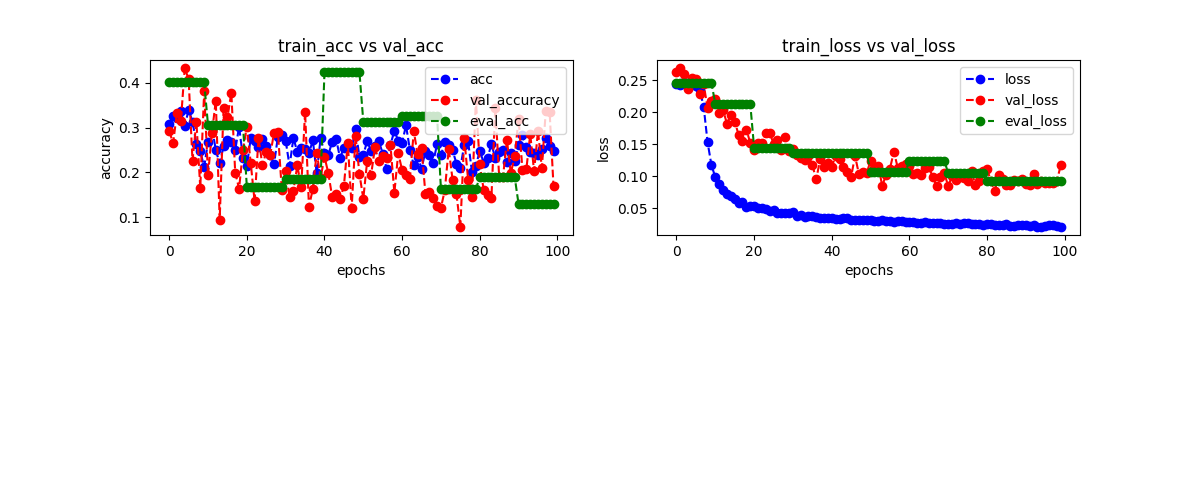 train_acc vs val_acc
accuracy
0.4
0.3
0.2
0.1
acc
val_accuracy
eval_acc
0
20
40
60
80
100
epochs
train_loss vs val_loss
loss
0.25
0.20
0.15
0.10
0.05
loss
val_loss
eval_loss
0
20
40
60
80
100
epochs